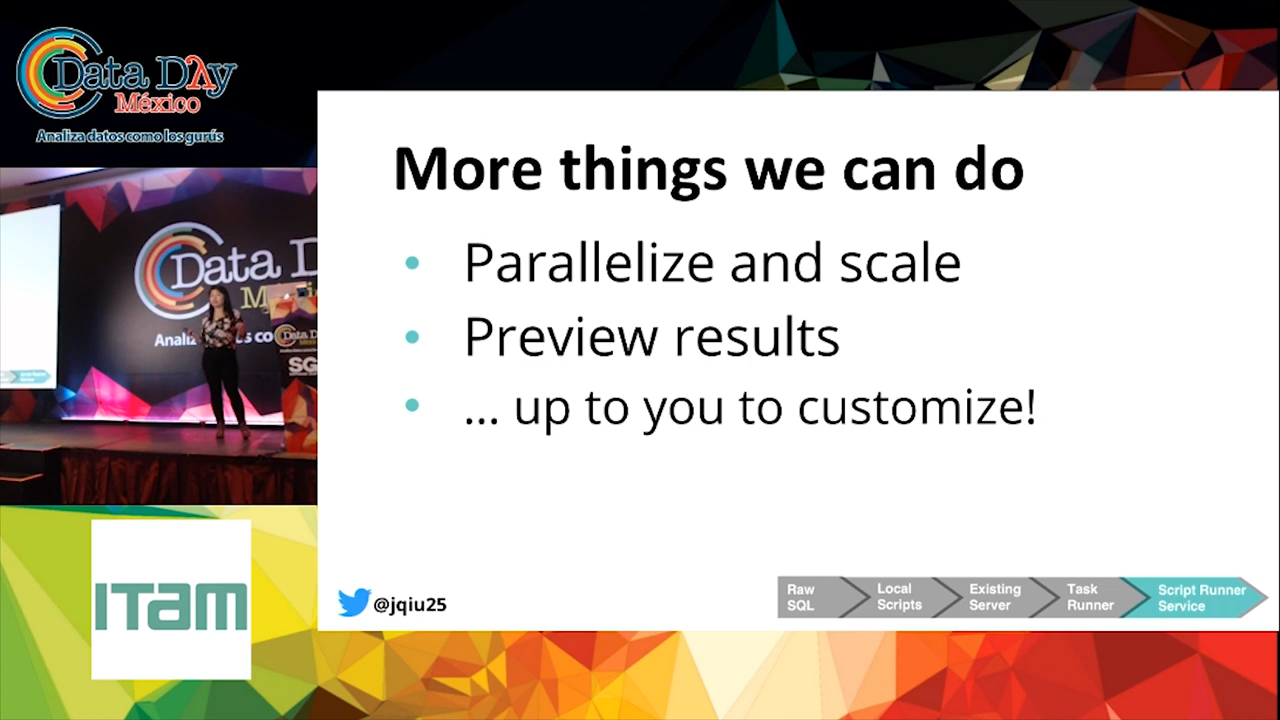 Data Day
México
Analiza datos como los gurús
More things we can do
• Parallelize and scale
• Preview results
• ... up to you to customize!
@jqiu25
Raw
SQL
Local
Scripts
Existing
Server
Task
Runner
Script Runner
Service
Data D
Analiz
s co
SG
ITAM